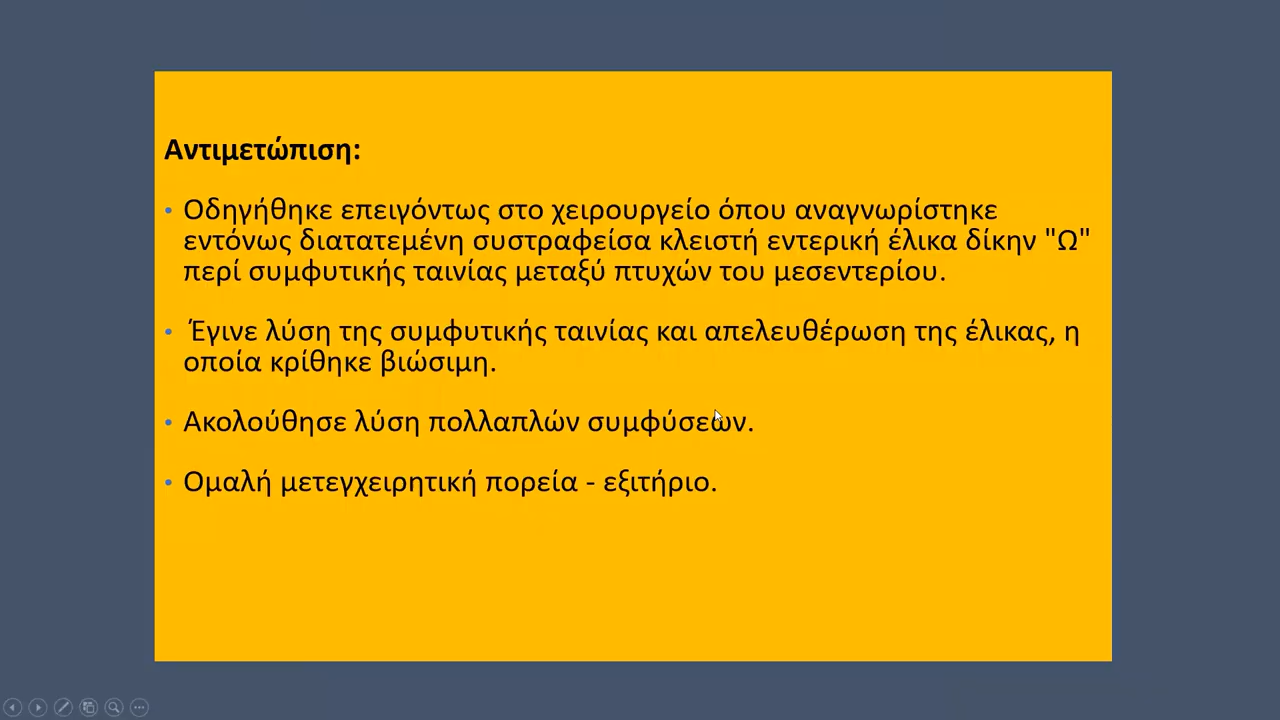 Αντιμετώπιση:
• Οδηγήθηκε επειγόντως στο χειρουργείο όπου αναγνωρίστηκε
εντόνως διατατεμένη συστραφείσα κλειστή εντερική έλικα δίκην "Ω"
περί συμφυτικής ταινίας μεταξύ πτυχών του μεσεντερίου.
• Έγινε λύση της συμφυτικής ταινίας και απελευθέρωση της έλικας, η
οποία κρίθηκε βιώσιμη.
• Ακολούθησε λύση πολλαπλών συμφύσεων.
• Ομαλή μετεγχειρητική πορεία - εξιτήριο.